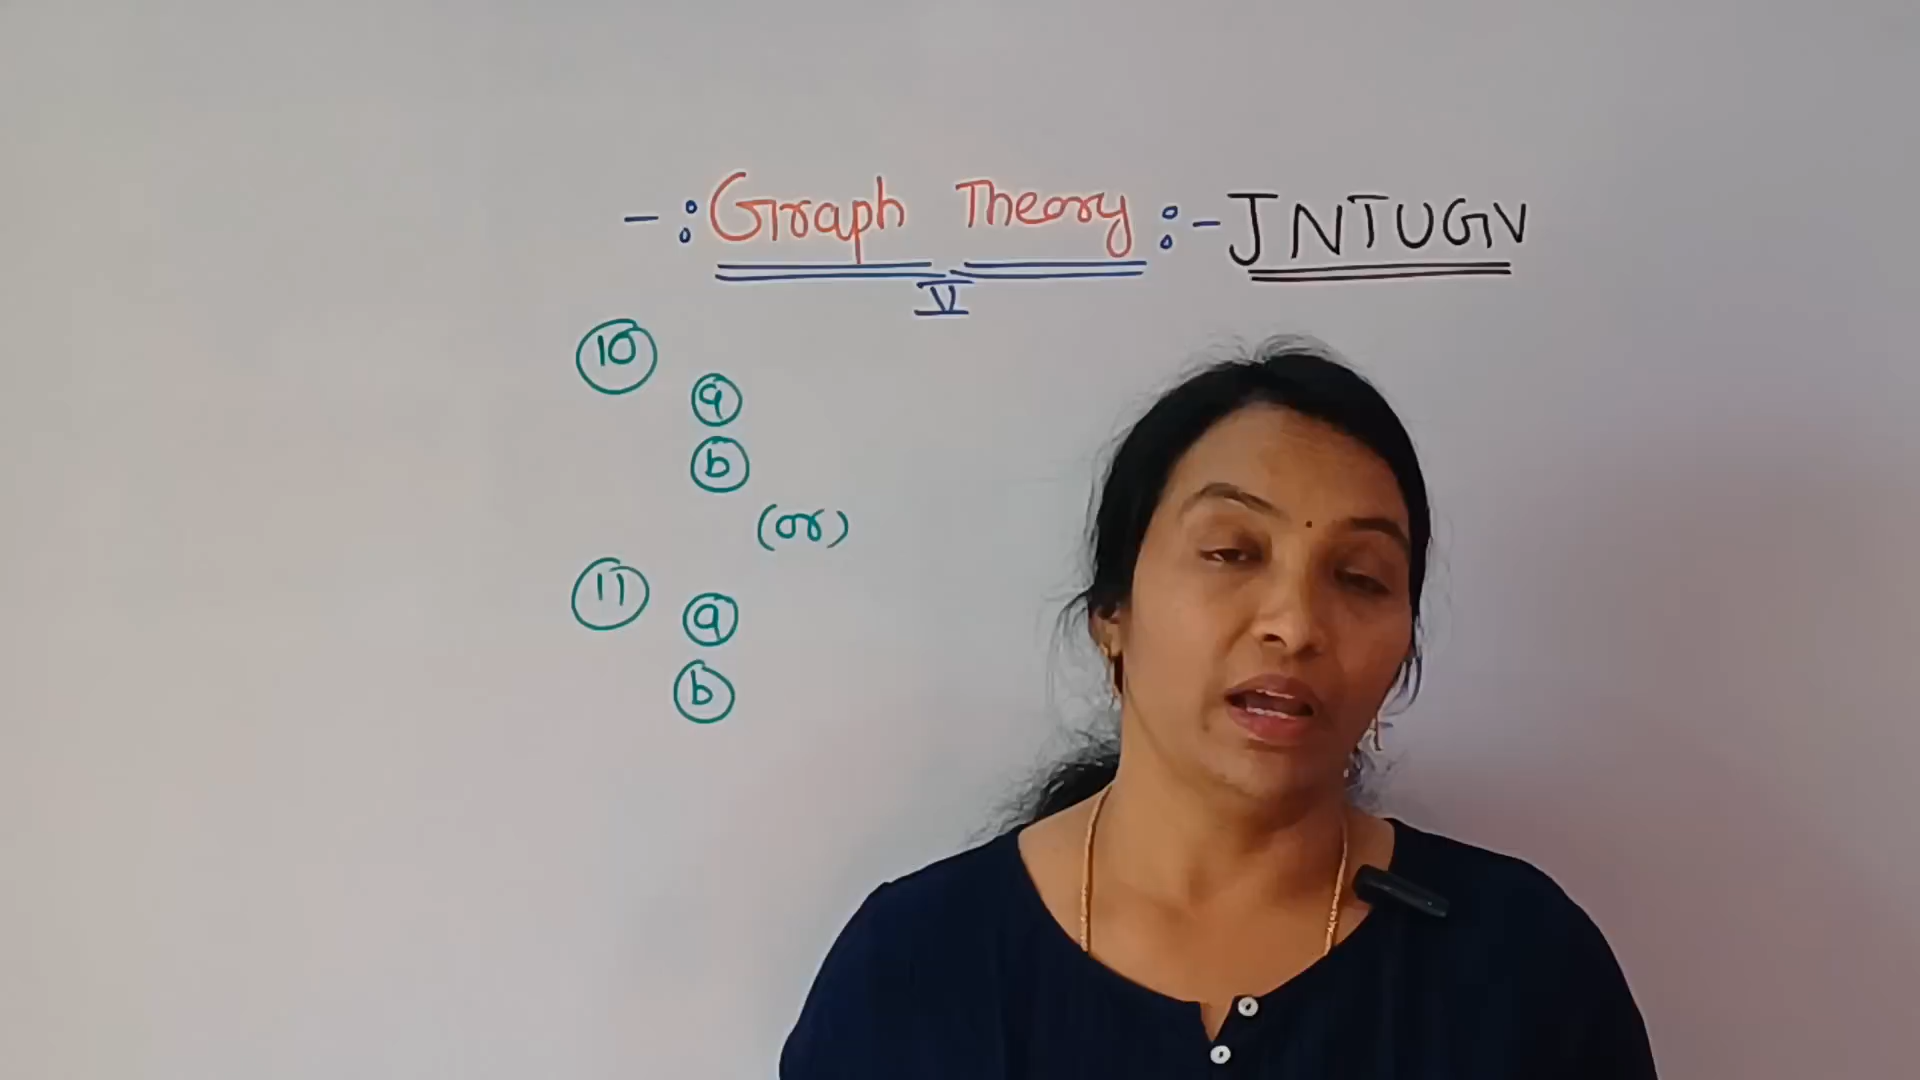 -: Graph Theory :- JNTUGV
V
10
a
b
(or)
11 a
b